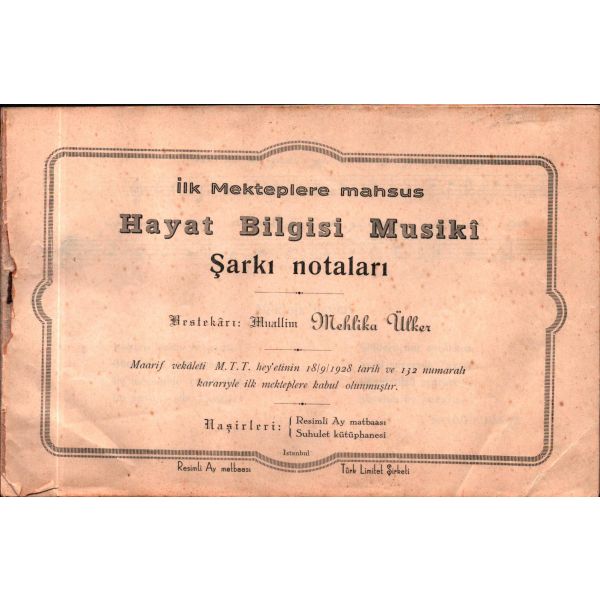 İlk Mekteplere mahsus
Hayat Bilgisi Musikî
Şarkı notaları
Bestekârı: Muallim Mehlika Ülker
Maarif vekâleti M.T.T. hey'etinin 18/9/1928 tarih ve 132 numaralı
kararıyle ilk mekteplere kabul olunmuştur.
Naşirleri: { Resimli Ay matbaası
Suhulet kütüphanesi
Istanbul
Resimli Ay matbaası Türk Limitet Şirketi